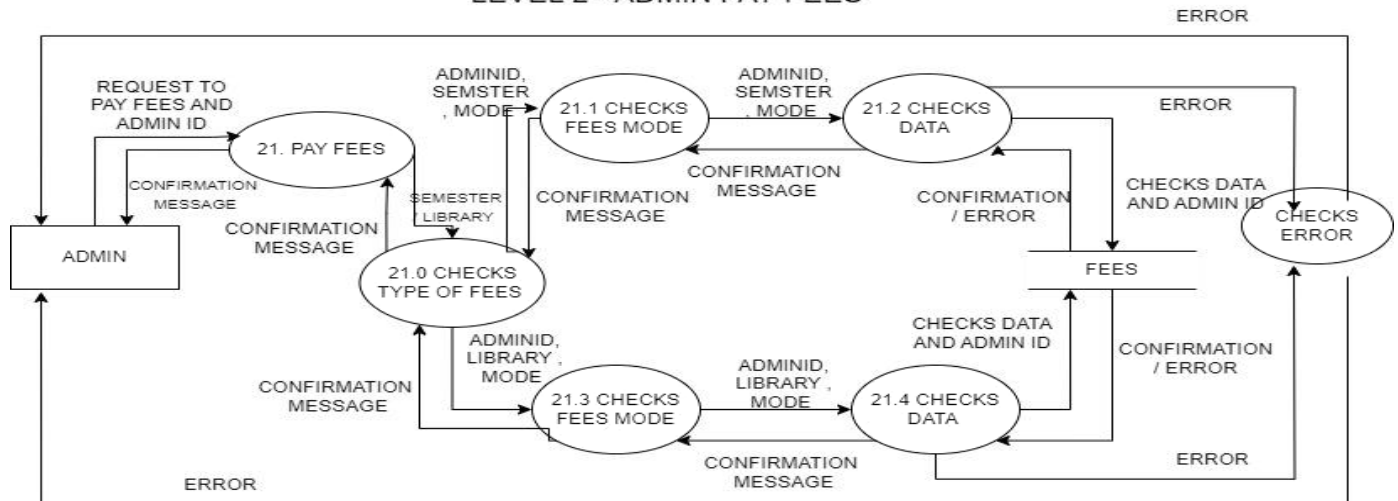 LEVEL 2 - ADMIN PAY FEES
ERROR
REQUEST TO
PAY FEES AND
ADMIN ID
21. PAY FEES
CONFIRMATION
MESSAGE
ADMIN
CONFIRMATION
MESSAGE
SEMESTER
/ LIBRARY
21.0 CHECKS
TYPE OF FEES
ADMINID,
SEMSTER
, MODE
21.1 CHECKS
FEES MODE
ADMINID,
SEMSTER
, MODE
21.2 CHECKS
DATA
ERROR
CONFIRMATION
MESSAGE
CONFIRMATION
MESSAGE
CONFIRMATION
/ ERROR
CHECKS DATA
AND ADMIN ID
CHECKS
ERROR
FEES
CHECKS DATA
AND ADMIN ID
CONFIRMATION
/ ERROR
ADMINID,
LIBRARY ,
MODE
CONFIRMATION
MESSAGE
21.3 CHECKS
FEES MODE
ADMINID,
LIBRARY ,
MODE
21.4 CHECKS
DATA
CONFIRMATION
MESSAGE
ERROR
ERROR